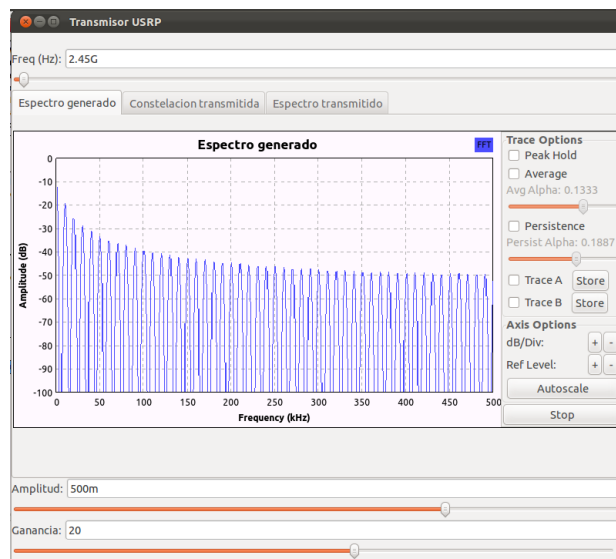 Transmisor USRP
Freq (Hz): 2.45G
Espectro generado Constelacion transmitida Espectro transmitido
Espectro generado
FFT
Amplitude (dB)
0
-10
-20
-30
-40
-50
-60
-70
-80
-90
-100
0 50 100 150 200 250 300 350 400 450 500
Frequency (kHz)
Trace Options
Peak Hold
Average
Avg Alpha: 0.1333
Persistence
Persist Alpha: 0.1887
Trace A Store
Trace B Store
Axis Options
dB/Div: + -
Ref Level: + -
Autoscale
Stop
Amplitud: 500m
Ganancia: 20